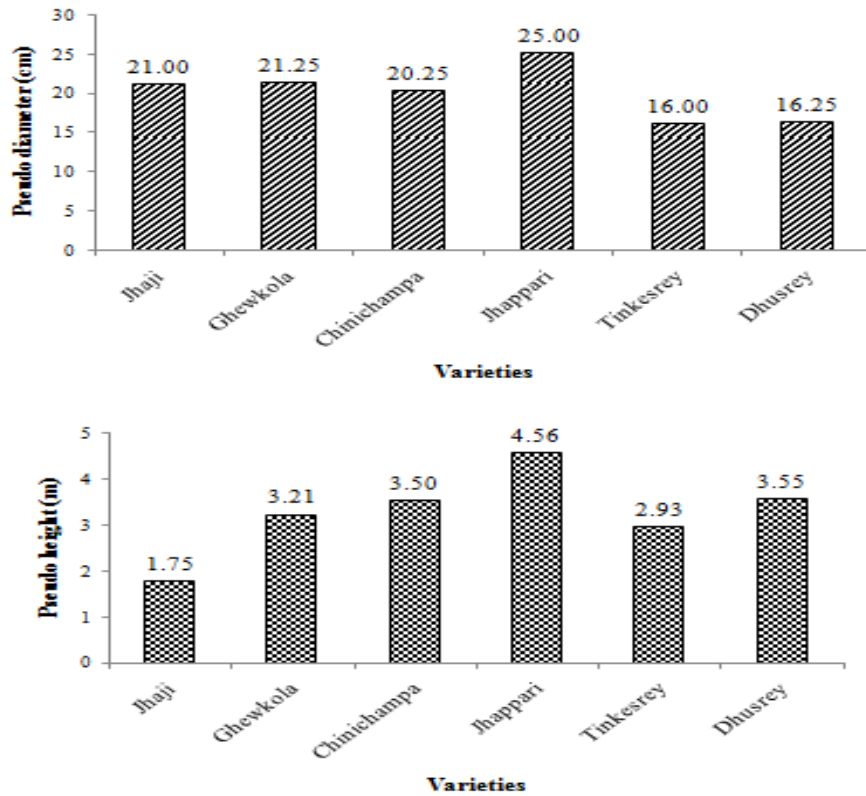 Pseudo diameter (cm)
30
25
20
15
10
5
0
21.00
21.25
20.25
25.00
16.00
16.25
Jhaji
Ghewkola
Chinichampa
Jhappari
Tinkesrey
Dhusrey
Varieties
Pseudo height (m)
5
4
3
2
1
0
1.75
3.21
3.50
4.56
2.93
3.55
Jhaji
Ghewkola
Chinichampa
Jhappari
Tinkesrey
Dhusrey
Varieties